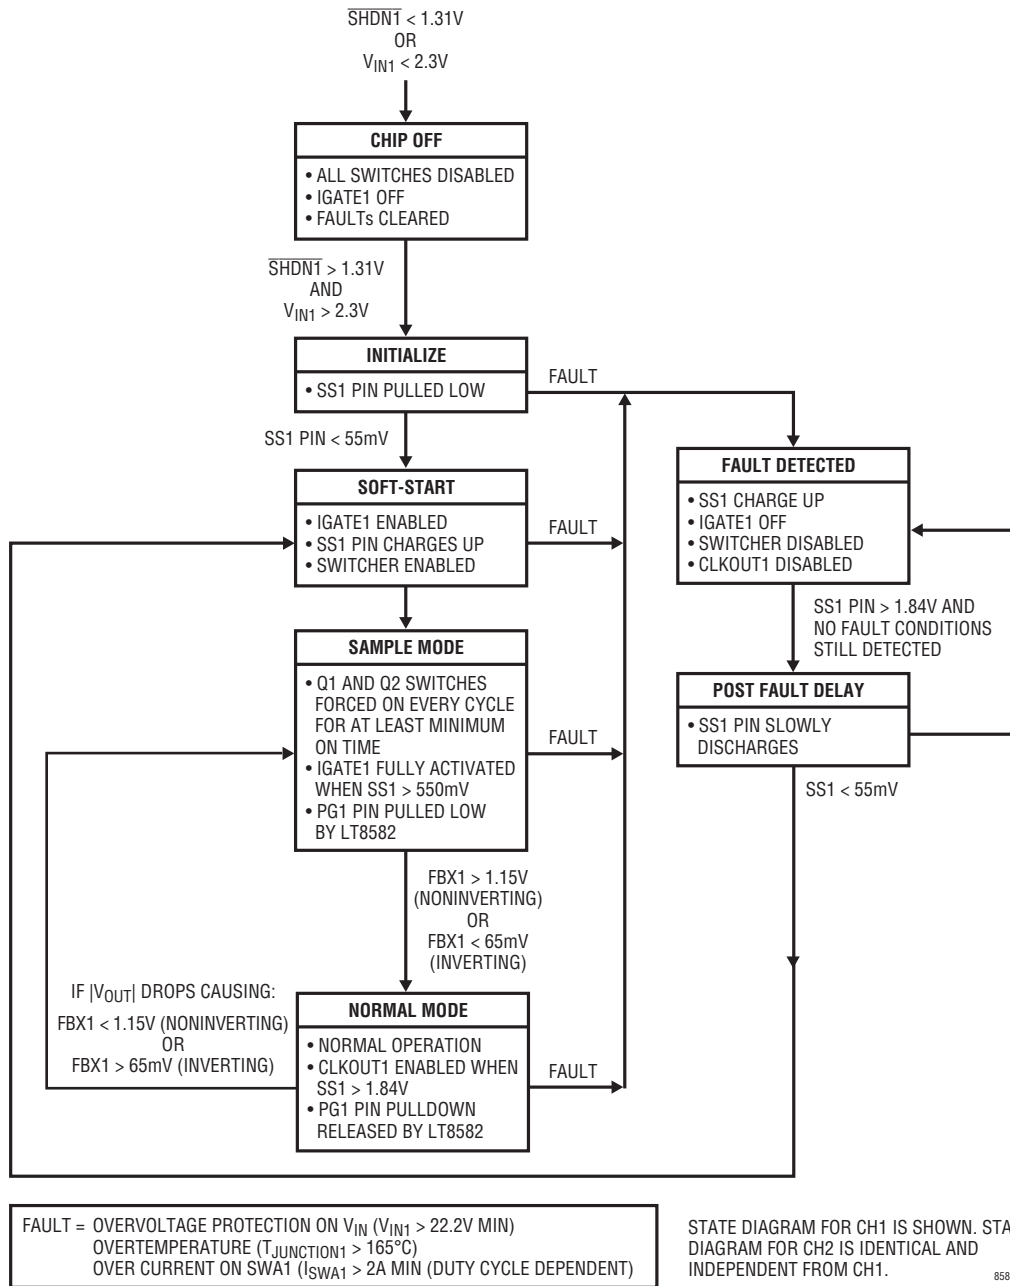 SHDN1 < 1.31V
OR
VIN1 < 2.3V
CHIP OFF
• ALL SWITCHES DISABLED
• IGATE1 OFF
• FAULTs CLEARED
SHDN1 > 1.31V
AND
VIN1 > 2.3V
INITIALIZE
• SS1 PIN PULLED LOW
FAULT
SS1 PIN < 55mV
SOFT-START
• IGATE1 ENABLED
• SS1 PIN CHARGES UP
• SWITCHER ENABLED
FAULT
SAMPLE MODE
• Q1 AND Q2 SWITCHES
FORCED ON EVERY CYCLE
FOR AT LEAST MINIMUM
ON TIME
• IGATE1 FULLY ACTIVATED
WHEN SS1 > 550mV
• PG1 PIN PULLED LOW
BY LT8582
FAULT
FBX1 > 1.15V
(NONINVERTING)
OR
FBX1 < 65mV
(INVERTING)
IF |VOUT| DROPS CAUSING:
FBX1 < 1.15V (NONINVERTING)
OR
FBX1 > 65mV (INVERTING)
NORMAL MODE
• NORMAL OPERATION
• CLKOUT1 ENABLED WHEN
SS1 > 1.84V
• PG1 PIN PULLDOWN
RELEASED BY LT8582
FAULT
FAULT DETECTED
• SS1 CHARGE UP
• IGATE1 OFF
• SWITCHER DISABLED
• CLKOUT1 DISABLED
SS1 PIN > 1.84V AND
NO FAULT CONDITIONS
STILL DETECTED
POST FAULT DELAY
• SS1 PIN SLOWLY
DISCHARGES
SS1 < 55mV
FAULT = OVERVOLTAGE PROTECTION ON VIN (VIN1 > 22.2V MIN)
OVERTEMPERATURE (TJUNCTION1 > 165°C)
OVER CURRENT ON SWA1 (ISWA1 > 2A MIN (DUTY CYCLE DEPENDENT)
STATE DIAGRAM FOR CH1 IS SHOWN. STA
DIAGRAM FOR CH2 IS IDENTICAL AND
INDEPENDENT FROM CH1.
858